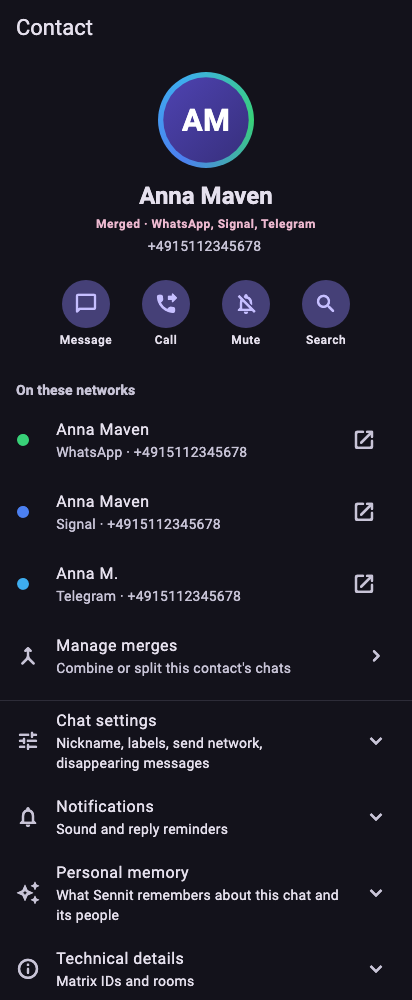 Contact
AM
Anna Maven
Merged · WhatsApp, Signal, Telegram
+4915112345678
Message
Call
Mute
Search
On these networks
Anna Maven
WhatsApp · +4915112345678
Anna Maven
Signal · +4915112345678
Anna M.
Telegram · +4915112345678
Manage merges
Combine or split this contact's chats
Chat settings
Nickname, labels, send network,
disappearing messages
Notifications
Sound and reply reminders
Personal memory
What Sennit remembers about this chat and
its people
Technical details
Matrix IDs and rooms